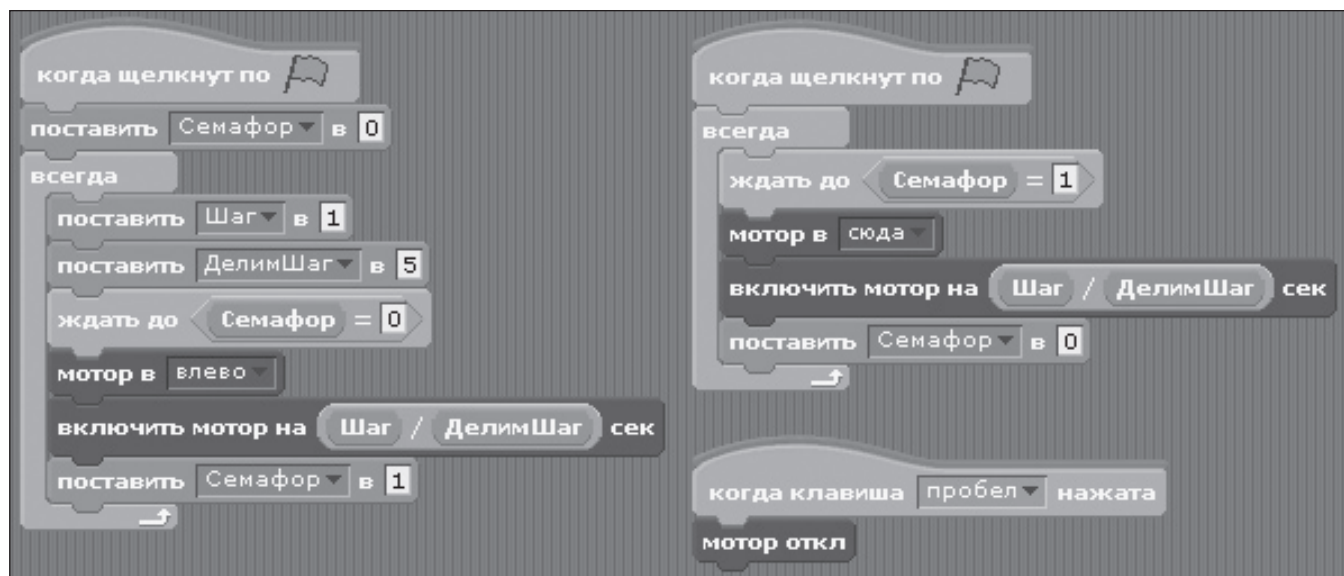 когда щелкнут по
поставить Семафор в 0
всегда
поставить Шаг в 1
поставить ДелимШаг в 5
ждать до Семафор = 0
мотор в влево
включить мотор на Шаг / ДелимШаг сек
поставить Семафор в 1
когда щелкнут по
всегда
ждать до Семафор = 1
мотор в сюда
включить мотор на Шаг / ДелимШаг сек
поставить Семафор в 0
когда клавиша пробел нажата
мотор откл